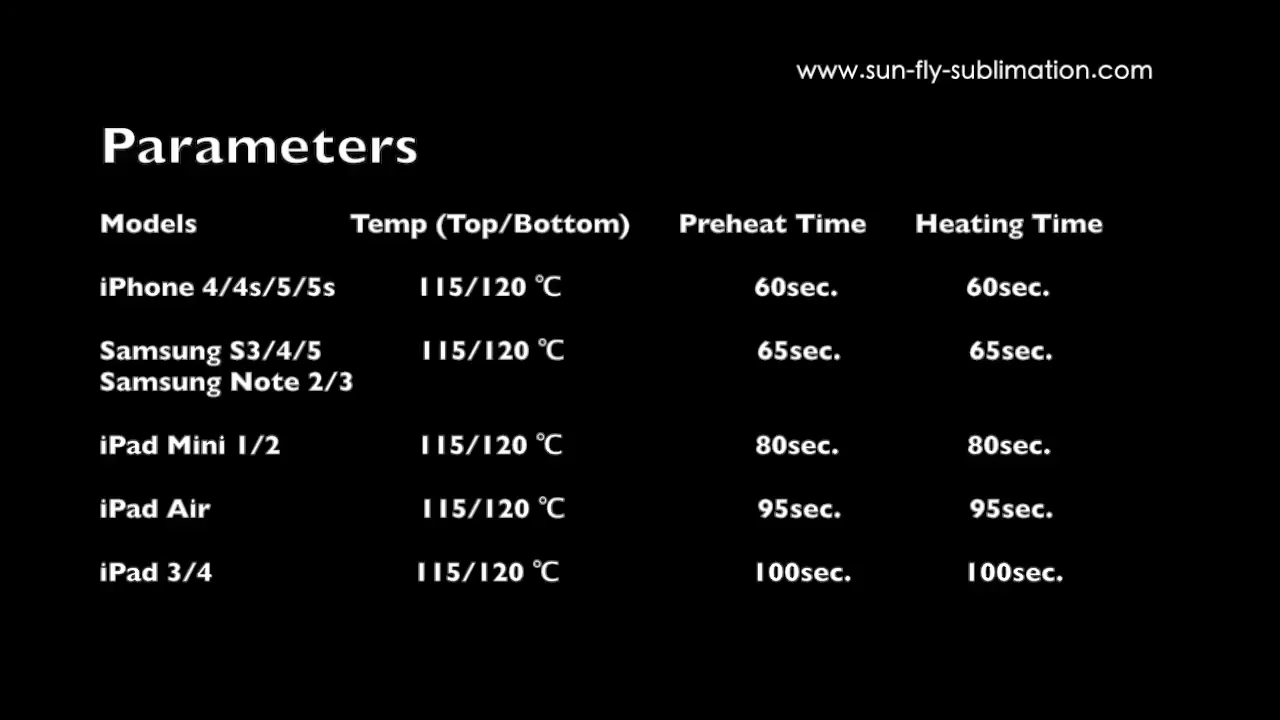 www.sun-fly-sublimation.com
Parameters
Models Temp (Top/Bottom) Preheat Time Heating Time
iPhone 4/4s/5/5s 115/120 ℃ 60sec. 60sec.
Samsung S3/4/5 115/120 ℃ 65sec. 65sec.
Samsung Note 2/3
iPad Mini 1/2 115/120 ℃ 80sec. 80sec.
iPad Air 115/120 ℃ 95sec. 95sec.
iPad 3/4 115/120 ℃ 100sec. 100sec.